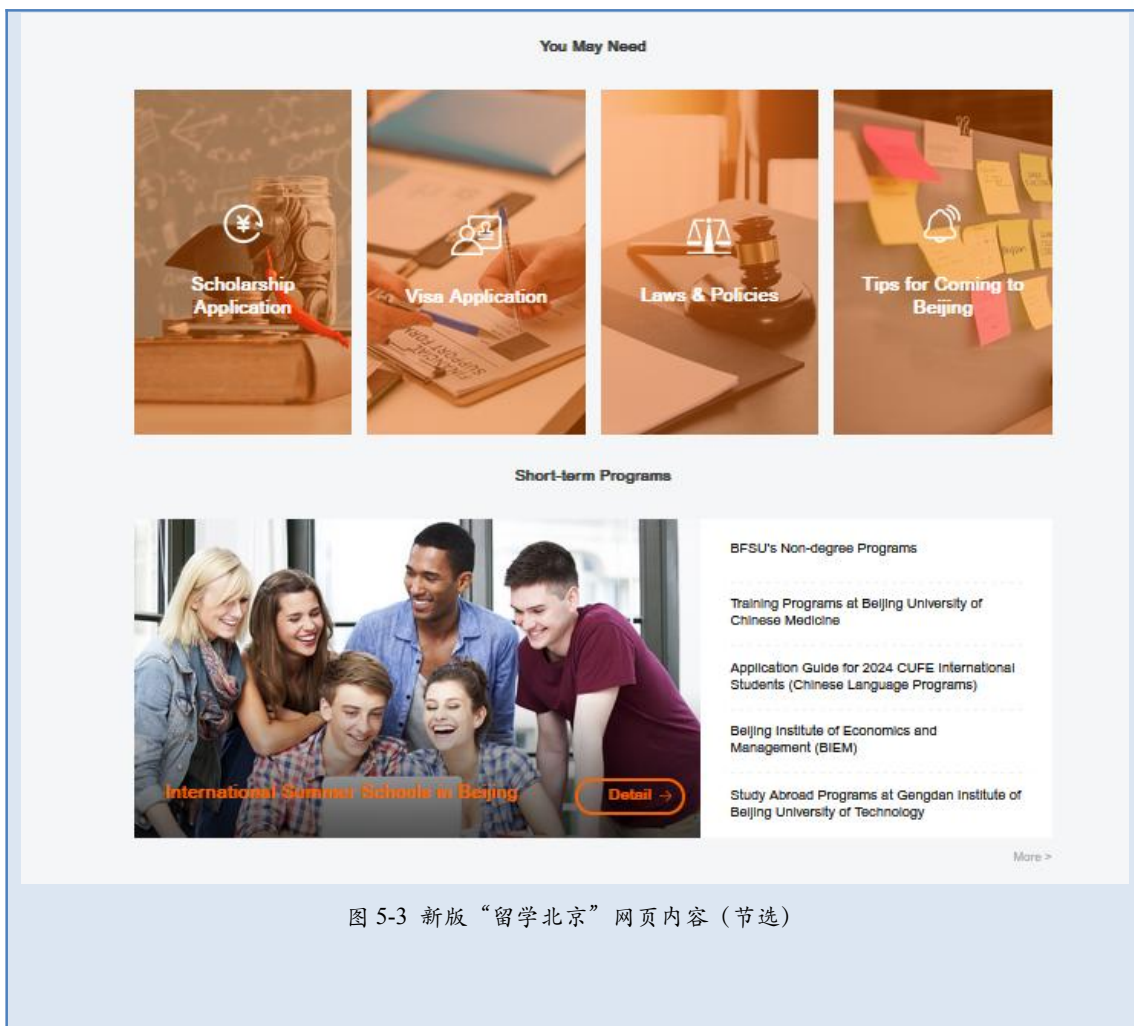 You May Need
Scholarship
Application
Visa Application
Laws & Policies
Tips for Coming to
Beijing
FINANCIAL
SUPPORT FORM
Short-term Programs
International Summer Schools in Beijing
Detail →
BFSU's Non-degree Programs
Training Programs at Beijing University of
Chinese Medicine
Application Guide for 2024 CUFE International
Students (Chinese Language Programs)
Beijing Institute of Economics and
Management (BIEM)
Study Abroad Programs at Gengdan Institute of
Beijing University of Technology
More >
图 5-3 新版“留学北京”网页内容（节选）